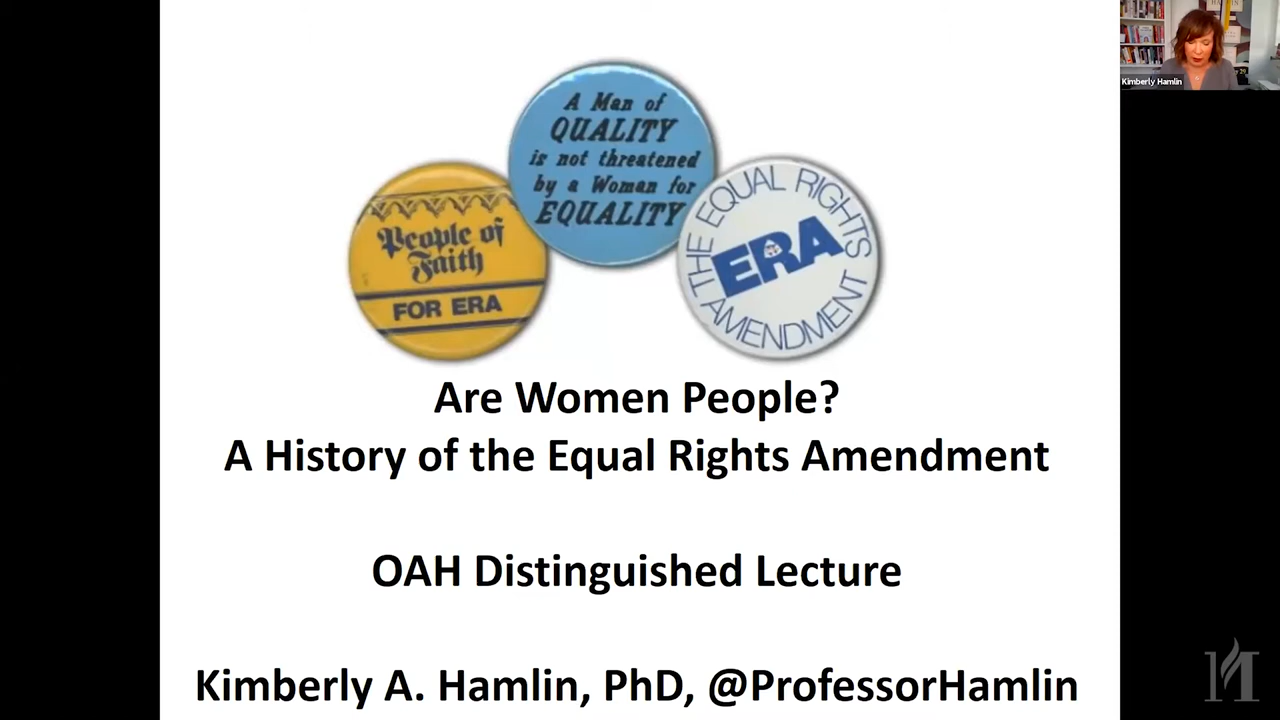 A Man of
QUALITY
is not threatened
by a Woman for
EQUALITY
People of
Faith
FOR ERA
THE EQUAL RIGHTS
ERA
AMENDMENT
Are Women People?
A History of the Equal Rights Amendment
OAH Distinguished Lecture
Kimberly A. Hamlin, PhD, @ProfessorHamlin
Kimberly Hamlin